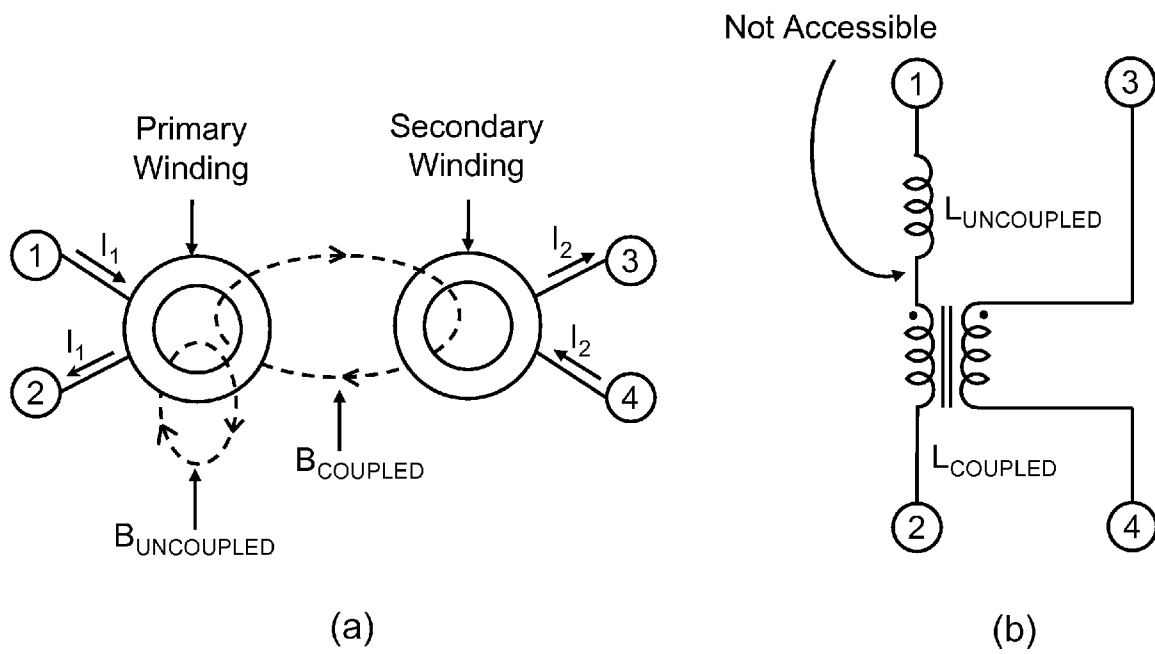 Not Accessible
1
3
Primary
Winding
Secondary
Winding
1
I1
I2
3
LUNCOUPLED
I1
2
I2
4
BCOUPLED
LCOUPLED
BUNCOUPLED
2
4
(a)
(b)